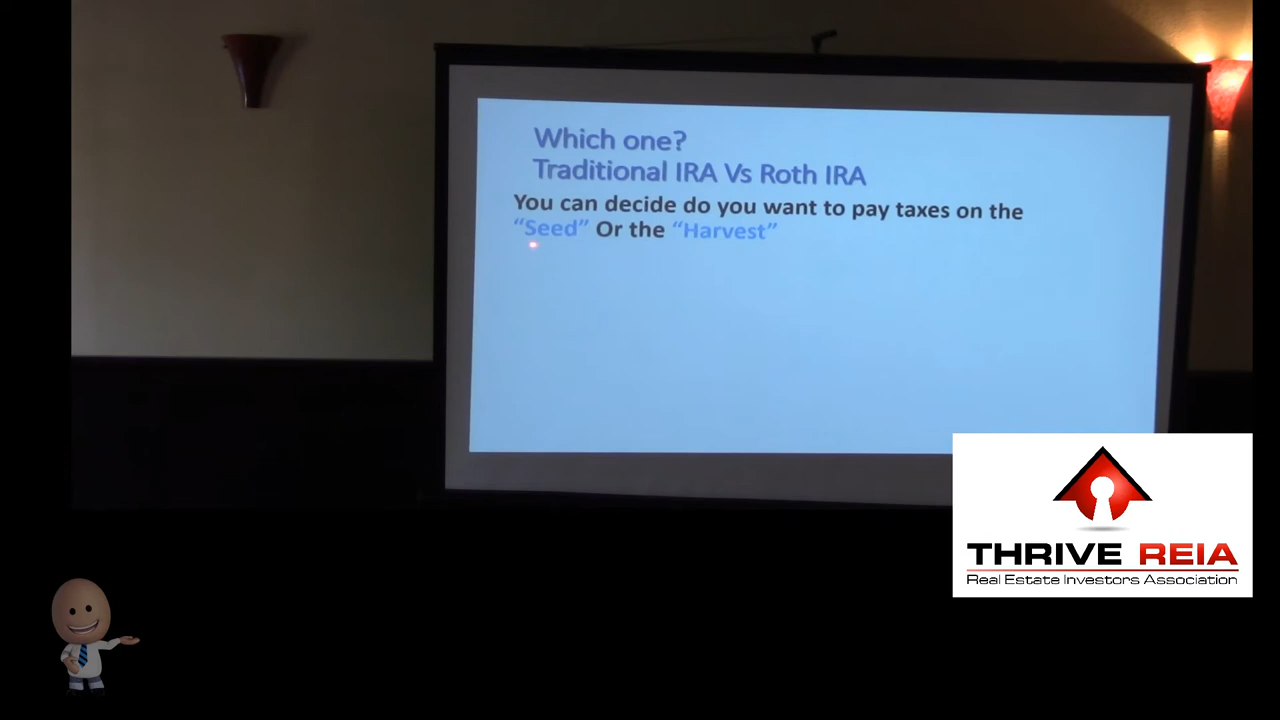 Which one?
Traditional IRA Vs Roth IRA
You can decide do you want to pay taxes on the
“Seed” Or the “Harvest”
THRIVE REIA
Real Estate Investors Association